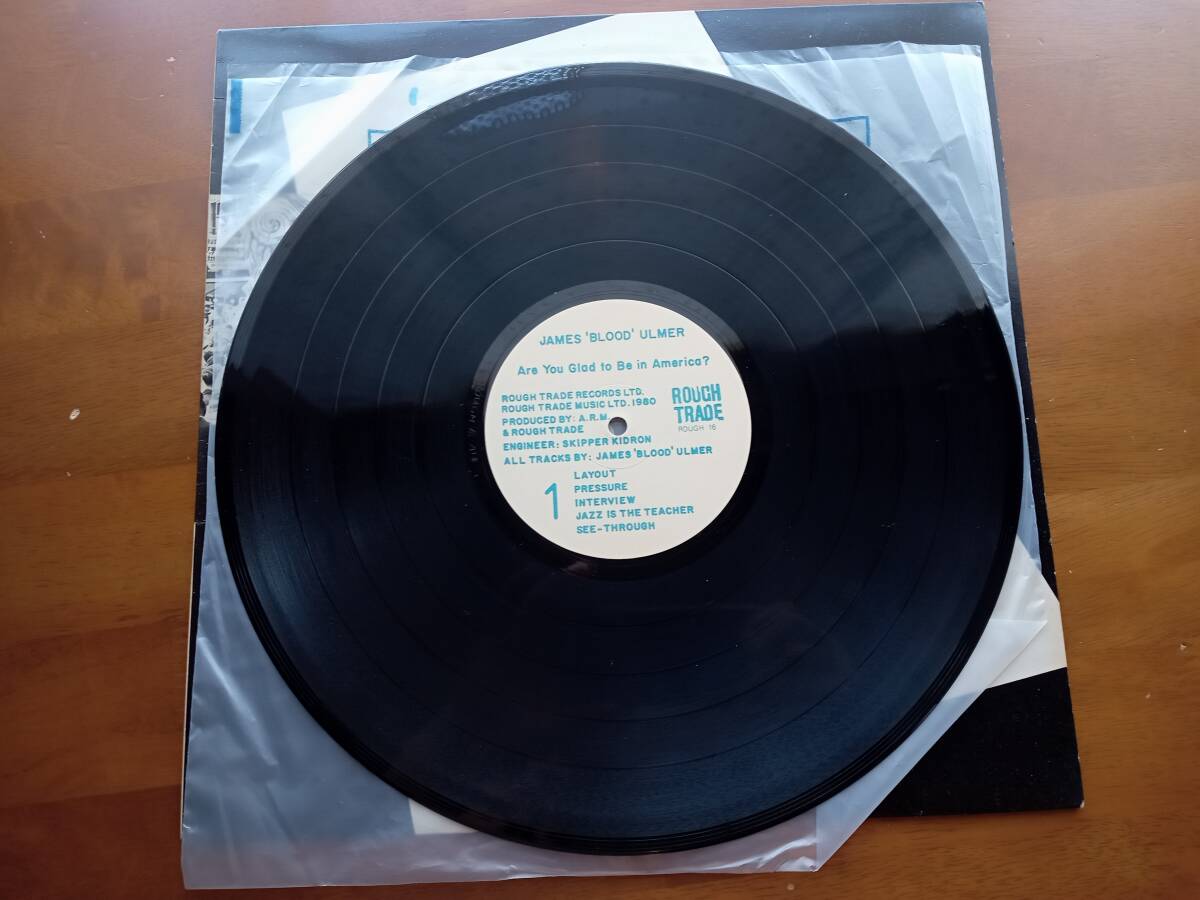 JAMES 'BLOOD' ULMER
Are You Glad to Be in America?
ROUGH TRADE RECORDS LTD.
ROUGH TRADE MUSIC LTD. 1980
PRODUCED BY: A.R.M.
& ROUGH TRADE
ENGINEER: SKIPPER KIDRON
ALL TRACKS BY: JAMES 'BLOOD' ULMER
ROUGH
TRADE
ROUGH 16
1
LAYOUT
PRESSURE
INTERVIEW
JAZZ IS THE TEACHER
SEE-THROUGH